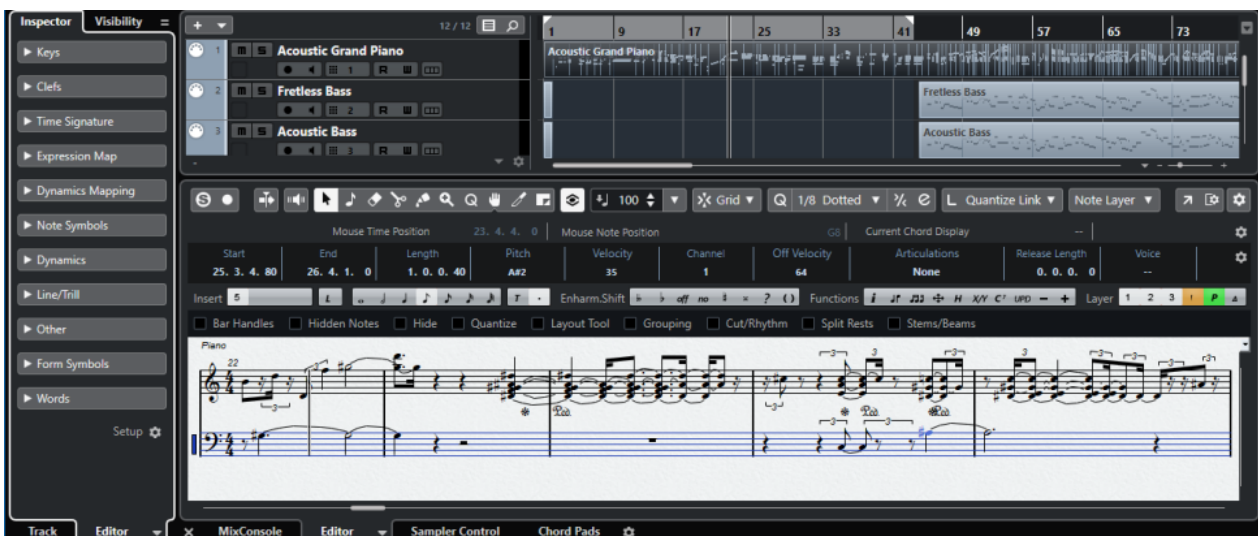 Inspector Visibility
Keys
Clefs
Time Signature
Expression Map
Dynamics Mapping
Note Symbols
Dynamics
Line/Trill
Other
Form Symbols
Words
Setup
12 / 12
1 9 17 25 33 41 49 57 65 73
1 m S Acoustic Grand Piano
1 R W
2 m S Fretless Bass
2 R W
3 m S Acoustic Bass
3 R W
Acoustic Grand Piano
Fretless Bass
Acoustic Bass
S 100 Grid Q 1/8 Dotted L Quantize Link Note Layer
Mouse Time Position 23. 4. 4. 0 Mouse Note Position G8 Current Chord Display --
Start End Length Pitch Velocity Channel Off Velocity Articulations Release Length Voice
25. 3. 4. 80 26. 4. 1. 0 1. 0. 0. 40 A#2 35 1 64 None 0. 0. 0. 0 --
Insert 5 L T . Enharm.Shift off no ? ( ) Functions i H X/Y C7 UPD - + Layer 1 2 3 ! P
Bar Handles Hidden Notes Hide Quantize Layout Tool Grouping Cut/Rhythm Split Rests Stems/Beams
Piano
22
Track Editor MixConsole Editor Sampler Control Chord Pads